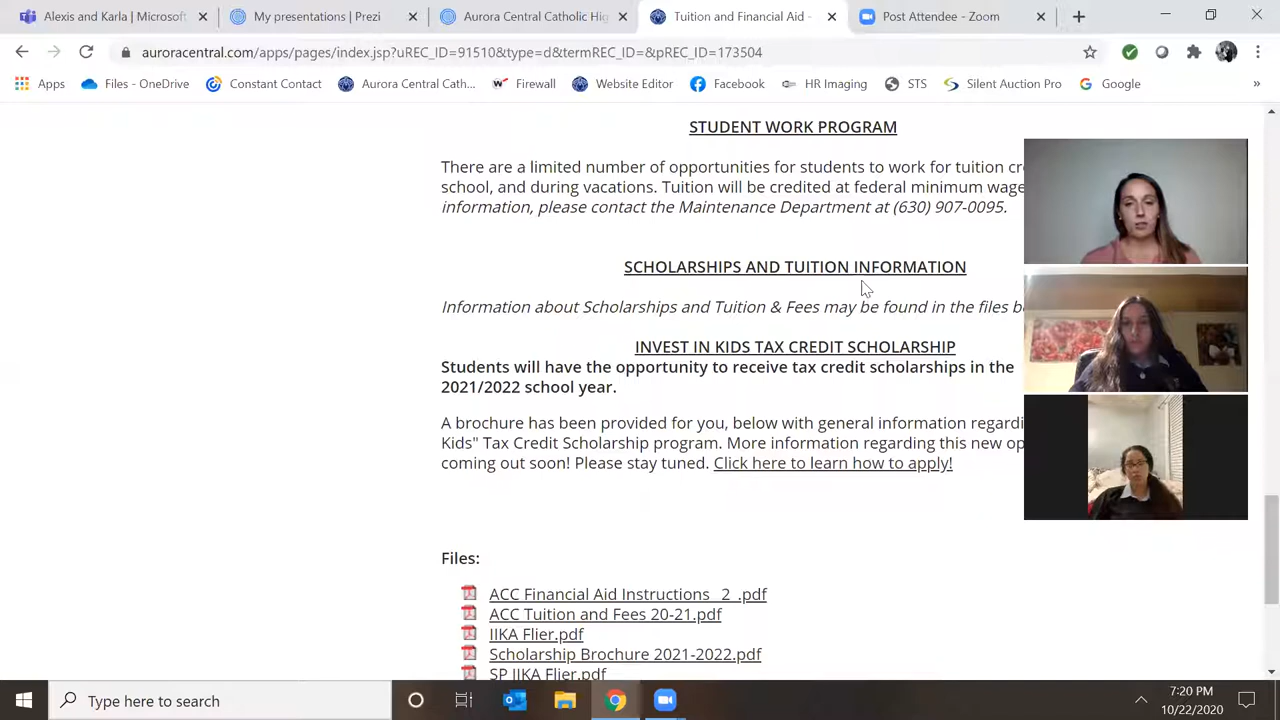 Alexis and Karla | Microsoft
My presentations | Prezi
Aurora Central Catholic Hig
Tuition and Financial Aid -
Post Attendee - Zoom
auroracentral.com/apps/pages/index.jsp?uREC_ID=91510&type=d&termREC_ID=&pREC_ID=173504
Apps
Files - OneDrive
Constant Contact
Aurora Central Cath...
Firewall
Website Editor
Facebook
HR Imaging
STS
Silent Auction Pro
Google
»
STUDENT WORK PROGRAM
There are a limited number of opportunities for students to work for tuition cre
school, and during vacations. Tuition will be credited at federal minimum wage
information, please contact the Maintenance Department at (630) 907-0095.
SCHOLARSHIPS AND TUITION INFORMATION
Information about Scholarships and Tuition & Fees may be found in the files be
INVEST IN KIDS TAX CREDIT SCHOLARSHIP
Students will have the opportunity to receive tax credit scholarships in the
2021/2022 school year.
A brochure has been provided for you, below with general information regardi
Kids" Tax Credit Scholarship program. More information regarding this new op
coming out soon! Please stay tuned. Click here to learn how to apply!
Files:
ACC Financial Aid Instructions _2_.pdf
ACC Tuition and Fees 20-21.pdf
IIKA Flier.pdf
Scholarship Brochure 2021-2022.pdf
SP IIKA Flier.pdf
Type here to search
7:20 PM
10/22/2020